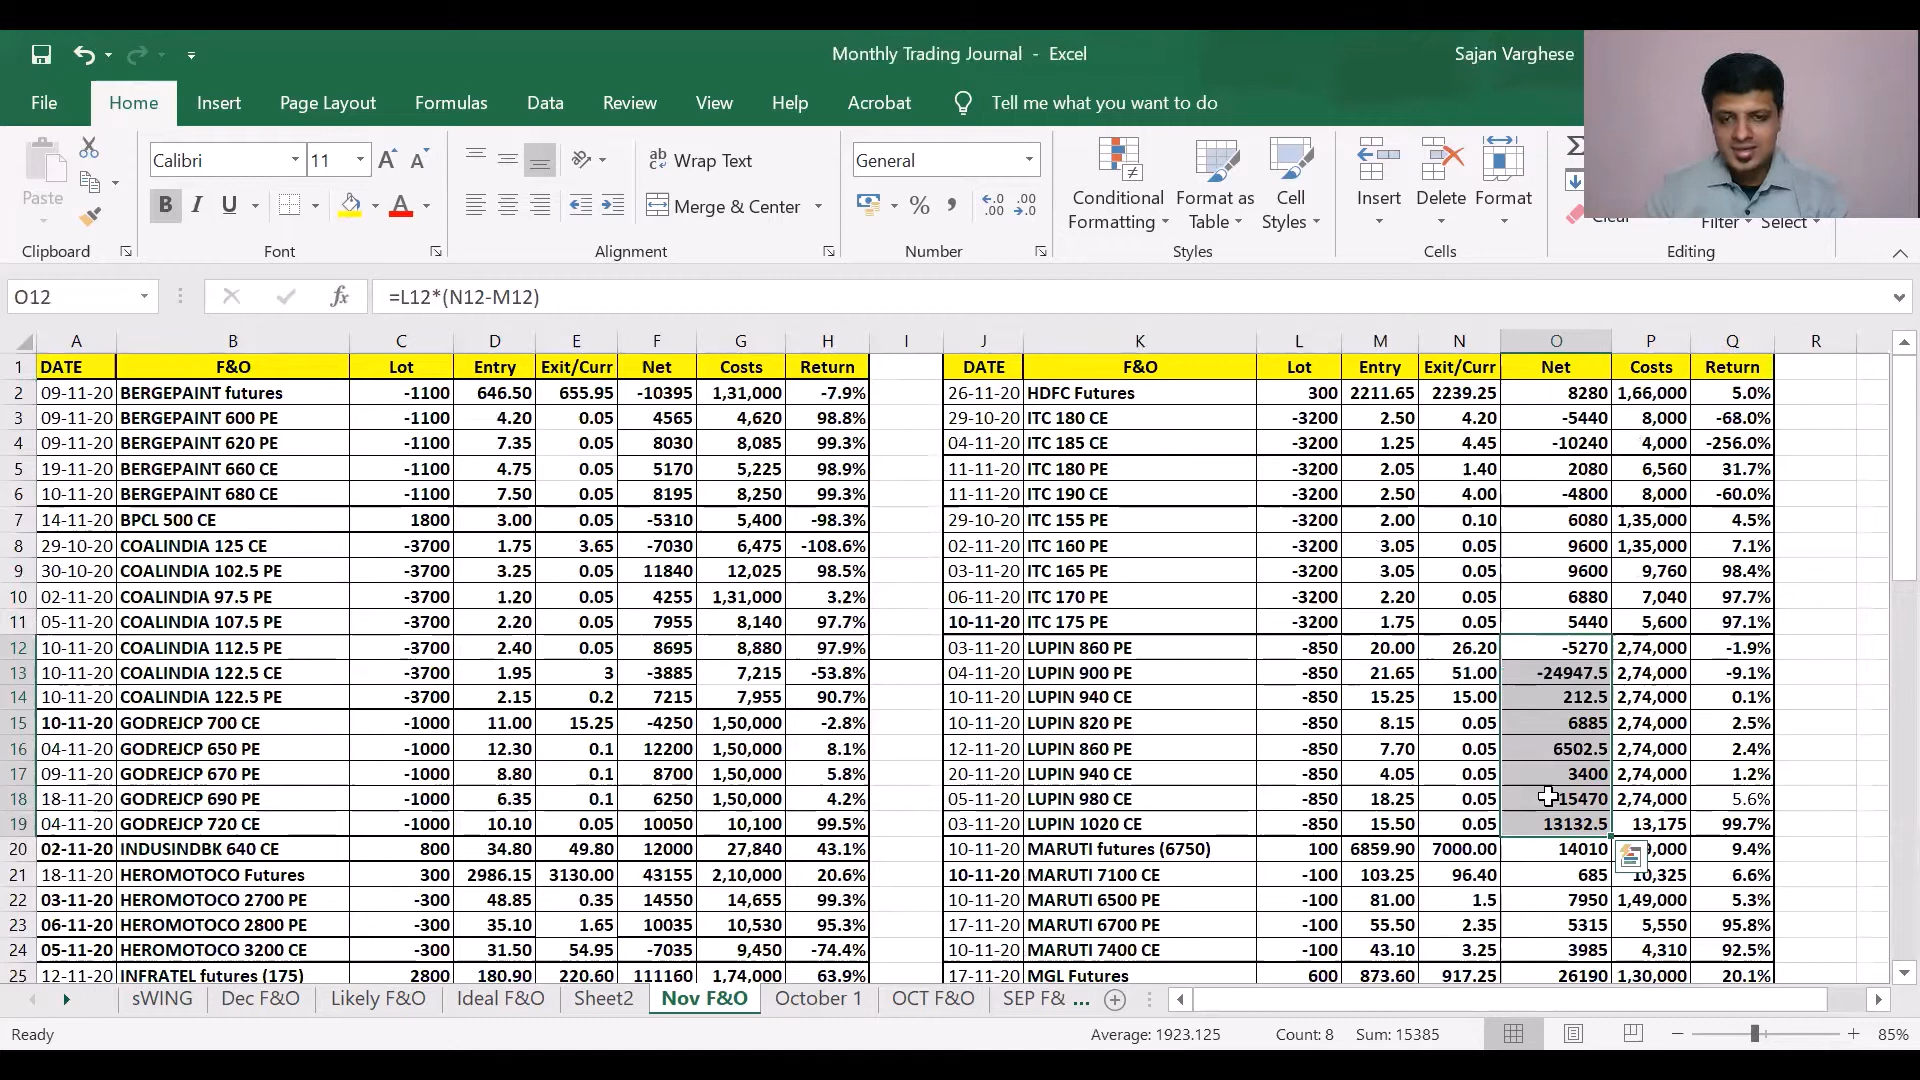 Monthly Trading Journal - Excel
Sajan Varghese
File Home Insert Page Layout Formulas Data Review View Help Acrobat Tell me what you want to do
Paste
Calibri 11
B I U
Wrap Text
Merge & Center
General
Conditional Formatting
Format as Table
Cell Styles
Insert Delete Format
Filter Select
Clipboard Font Alignment Number Styles Cells Editing
O12 fx =L12*(N12-M12)
A B C D E F G H I J K L M N O P Q R
1 DATE F&O Lot Entry Exit/Curr Net Costs Return DATE F&O Lot Entry Exit/Curr Net Costs Return
2 09-11-20 BERGEPAINT futures -1100 646.50 655.95 -10395 1,31,000 -7.9% 26-11-20 HDFC Futures 300 2211.65 2239.25 8280 1,66,000 5.0%
3 09-11-20 BERGEPAINT 600 PE -1100 4.20 0.05 4565 4,620 98.8% 29-10-20 ITC 180 CE -3200 2.50 4.20 -5440 8,000 -68.0%
4 09-11-20 BERGEPAINT 620 PE -1100 7.35 0.05 8030 8,085 99.3% 04-11-20 ITC 185 CE -3200 1.25 4.45 -10240 4,000 -256.0%
5 19-11-20 BERGEPAINT 660 CE -1100 4.75 0.05 5170 5,225 98.9% 11-11-20 ITC 180 PE -3200 2.05 1.40 2080 6,560 31.7%
6 10-11-20 BERGEPAINT 680 CE -1100 7.50 0.05 8195 8,250 99.3% 11-11-20 ITC 190 CE -3200 2.50 4.00 -4800 8,000 -60.0%
7 14-11-20 BPCL 500 CE 1800 3.00 0.05 -5310 5,400 -98.3% 29-10-20 ITC 155 PE -3200 2.00 0.10 6080 1,35,000 4.5%
8 29-10-20 COALINDIA 125 CE -3700 1.75 3.65 -7030 6,475 -108.6% 02-11-20 ITC 160 PE -3200 3.05 0.05 9600 1,35,000 7.1%
9 30-10-20 COALINDIA 102.5 PE -3700 3.25 0.05 11840 12,025 98.5% 03-11-20 ITC 165 PE -3200 3.05 0.05 9600 9,760 98.4%
10 02-11-20 COALINDIA 97.5 PE -3700 1.20 0.05 4255 1,31,000 3.2% 06-11-20 ITC 170 PE -3200 2.20 0.05 6880 7,040 97.7%
11 05-11-20 COALINDIA 107.5 PE -3700 2.20 0.05 7955 8,140 97.7% 10-11-20 ITC 175 PE -3200 1.75 0.05 5440 5,600 97.1%
12 10-11-20 COALINDIA 112.5 PE -3700 2.40 0.05 8695 8,880 97.9% 03-11-20 LUPIN 860 PE -850 20.00 26.20 -5270 2,74,000 -1.9%
13 10-11-20 COALINDIA 122.5 CE -3700 1.95 3 -3885 7,215 -53.8% 04-11-20 LUPIN 900 PE -850 21.65 51.00 -24947.5 2,74,000 -9.1%
14 10-11-20 COALINDIA 122.5 PE -3700 2.15 0.2 7215 7,955 90.7% 10-11-20 LUPIN 940 CE -850 15.25 15.00 212.5 2,74,000 0.1%
15 10-11-20 GODREJCP 700 CE -1000 11.00 15.25 -4250 1,50,000 -2.8% 10-11-20 LUPIN 820 PE -850 8.15 0.05 6885 2,74,000 2.5%
16 04-11-20 GODREJCP 650 PE -1000 12.30 0.1 12200 1,50,000 8.1% 12-11-20 LUPIN 860 PE -850 7.70 0.05 6502.5 2,74,000 2.4%
17 09-11-20 GODREJCP 670 PE -1000 8.80 0.1 8700 1,50,000 5.8% 20-11-20 LUPIN 940 CE -850 4.05 0.05 3400 2,74,000 1.2%
18 18-11-20 GODREJCP 690 PE -1000 6.35 0.1 6250 1,50,000 4.2% 05-11-20 LUPIN 980 CE -850 18.25 0.05 15470 2,74,000 5.6%
19 04-11-20 GODREJCP 720 CE -1000 10.10 0.05 10050 10,100 99.5% 03-11-20 LUPIN 1020 CE -850 15.50 0.05 13132.5 13,175 99.7%
20 02-11-20 INDUSINDBK 640 CE 800 34.80 49.80 12000 27,840 43.1% 10-11-20 MARUTI futures (6750) 100 6859.90 7000.00 14010 9.4%
21 18-11-20 HEROMOTOCO Futures 300 2986.15 3130.00 43155 2,10,000 20.6% 10-11-20 MARUTI 7100 CE -100 103.25 96.40 685 10,325 6.6%
22 03-11-20 HEROMOTOCO 2700 PE -300 48.85 0.35 14550 14,655 99.3% 10-11-20 MARUTI 6500 PE -100 81.00 1.5 7950 1,49,000 5.3%
23 06-11-20 HEROMOTOCO 2800 PE -300 35.10 1.65 10035 10,530 95.3% 17-11-20 MARUTI 6700 PE -100 55.50 2.35 5315 5,550 95.8%
24 05-11-20 HEROMOTOCO 3200 CE -300 31.50 54.95 -7035 9,450 -74.4% 10-11-20 MARUTI 7400 CE -100 43.10 3.25 3985 4,310 92.5%
25 12-11-20 INFRATEL futures (175) 2800 180.90 220.60 111160 1,74,000 63.9% 17-11-20 MGL Futures 600 873.60 917.25 26190 1,30,000 20.1%
sWING Dec F&O Likely F&O Ideal F&O Sheet2 Nov F&O October 1 OCT F&O SEP F& ...
Ready Average: 1923.125 Count: 8 Sum: 15385 85%